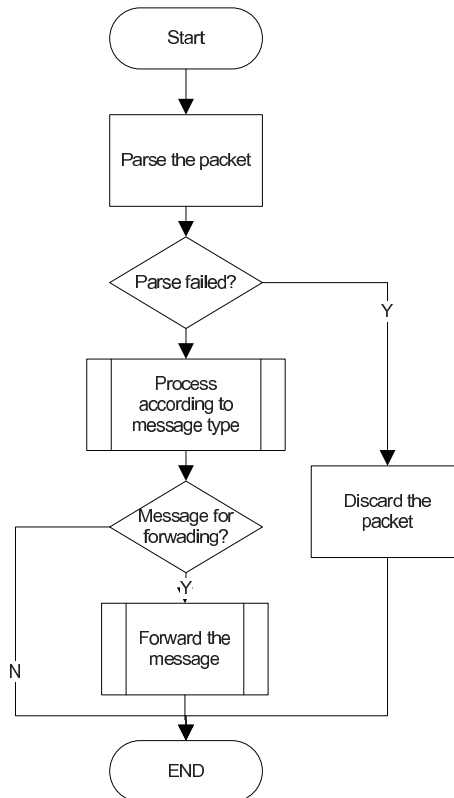 Start
Parse the packet
Parse failed?
Y
Process
according to
message type
Discard the
packet
Message for
forwading?
Y
Forward the
message
N
END